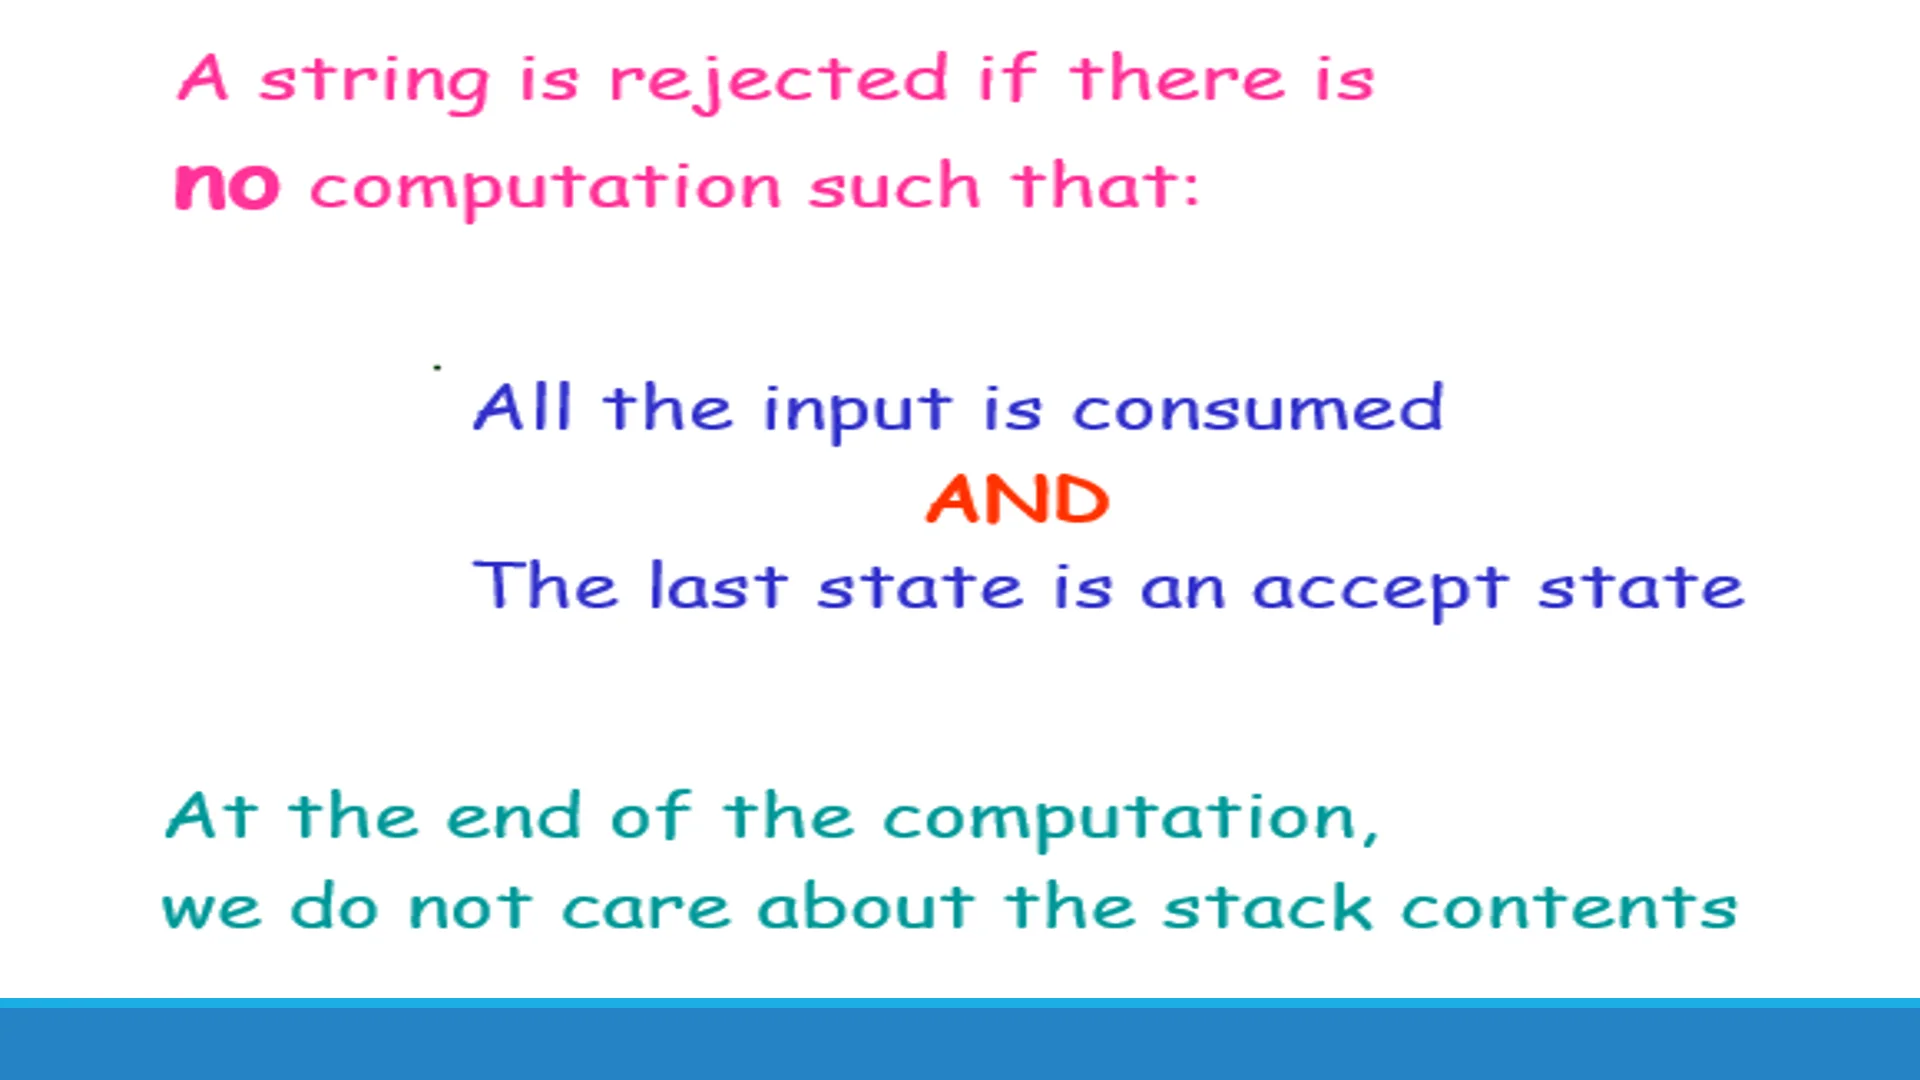 A string is rejected if there is
no computation such that:
All the input is consumed
AND
The last state is an accept state
At the end of the computation,
we do not care about the stack contents